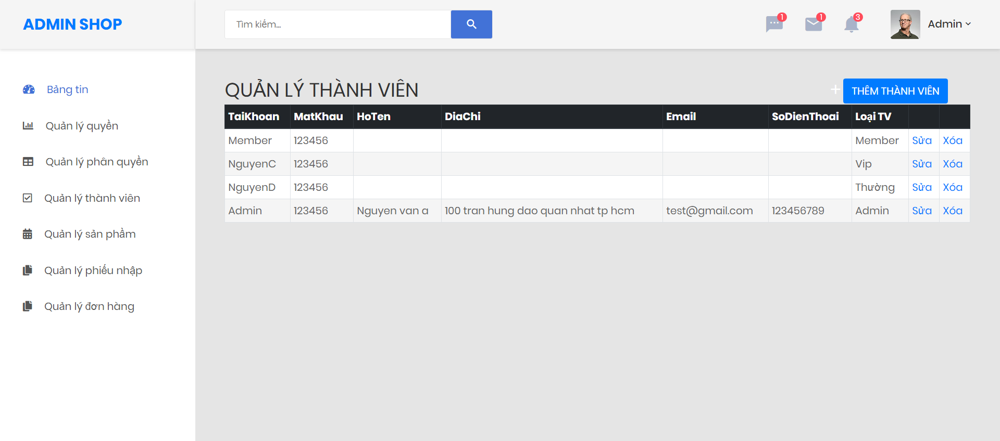 ADMIN SHOP
Tìm kiếm...
1
1
3
Admin
Bảng tin
Quản lý quyền
Quản lý phân quyền
Quản lý thành viên
Quản lý sản phầm
Quản lý phiếu nhập
Quản lý đơn hàng
QUẢN LÝ THÀNH VIÊN
+ THÊM THÀNH VIÊN
TaiKhoan MatKhau HoTen DiaChi Email SoDienThoai Loại TV
Member 123456 Member Sửa Xóa
NguyenC 123456 Vip Sửa Xóa
NguyenD 123456 Thường Sửa Xóa
Admin 123456 Nguyen van a 100 tran hung dao quan nhat tp hcm test@gmail.com 123456789 Admin Sửa Xóa